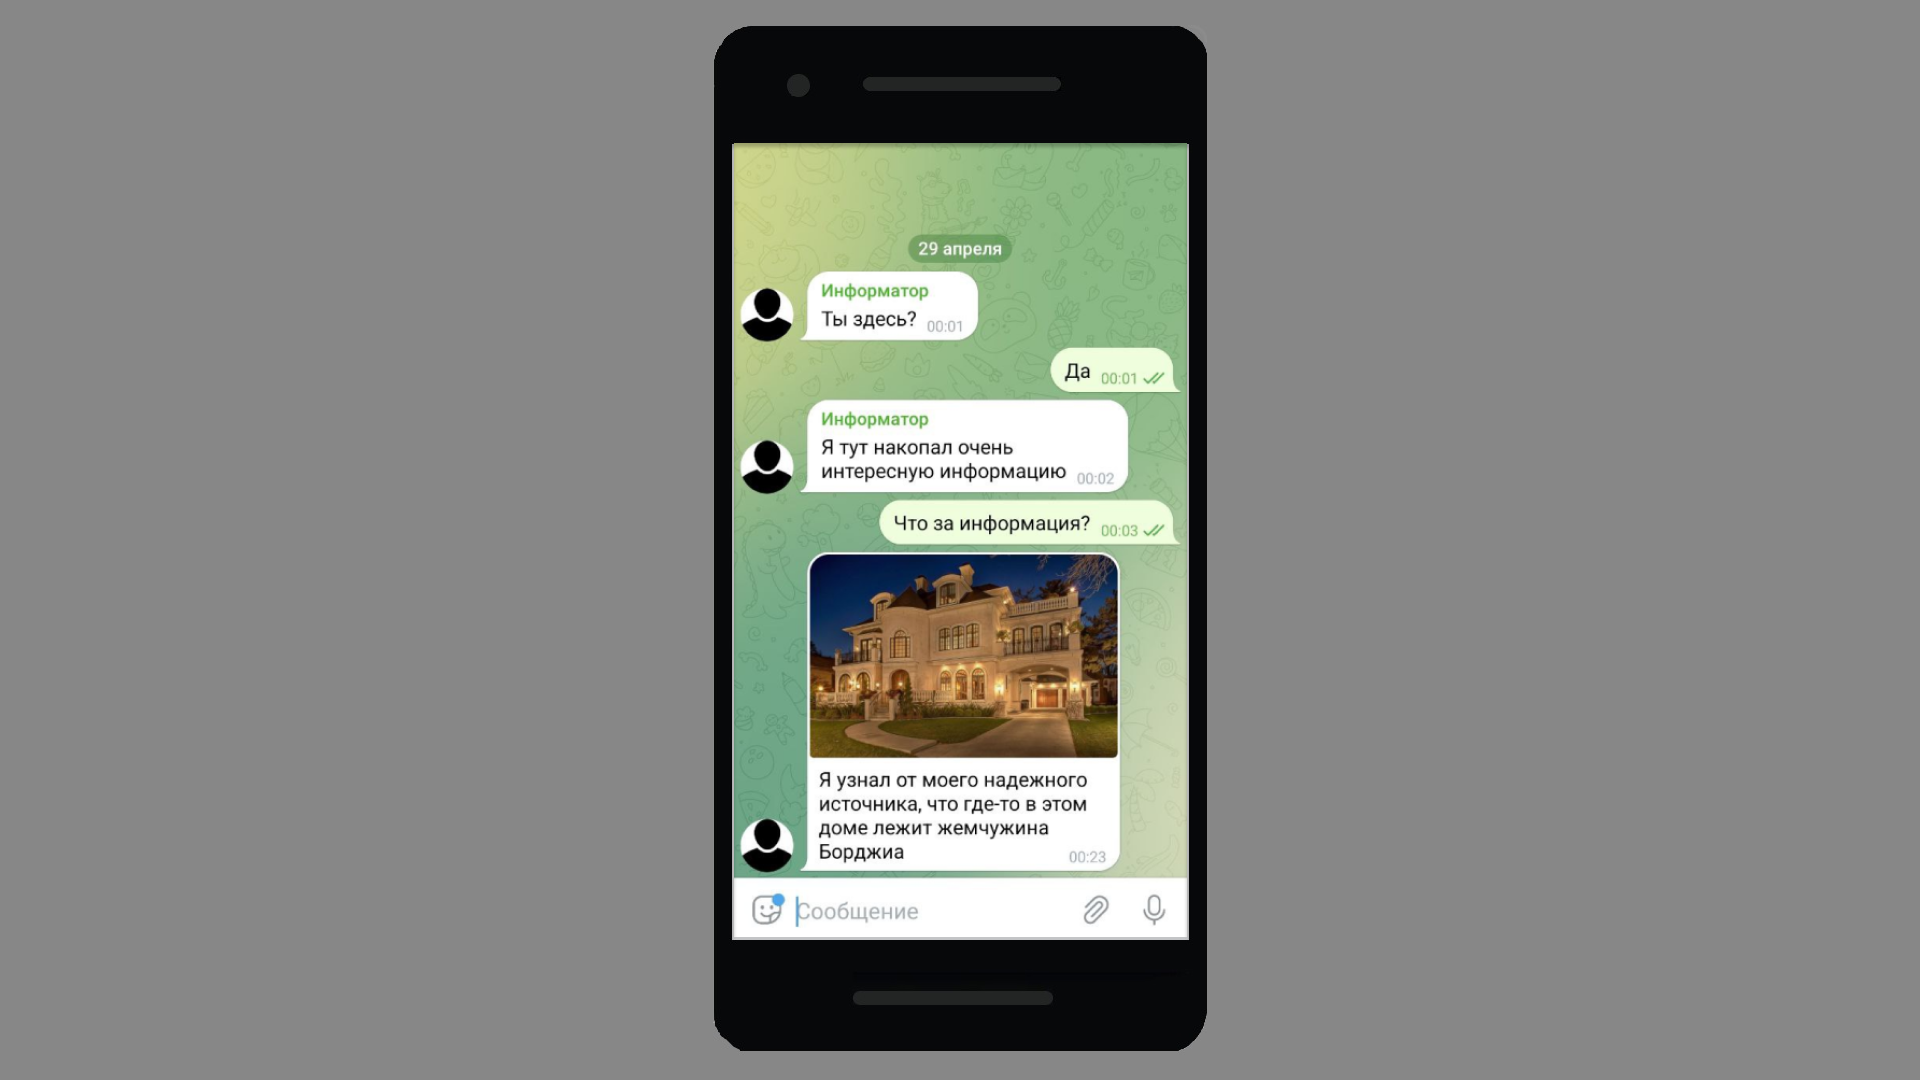 29 апреля
Информатор
Ты здесь? 00:01
Да 00:01
Информатор
Я тут накопал очень
интересную информацию 00:02
Что за информация? 00:03
Я узнал от моего надежного
источника, что где-то в этом
доме лежит жемчужина
Борджиа 00:23
Сообщение